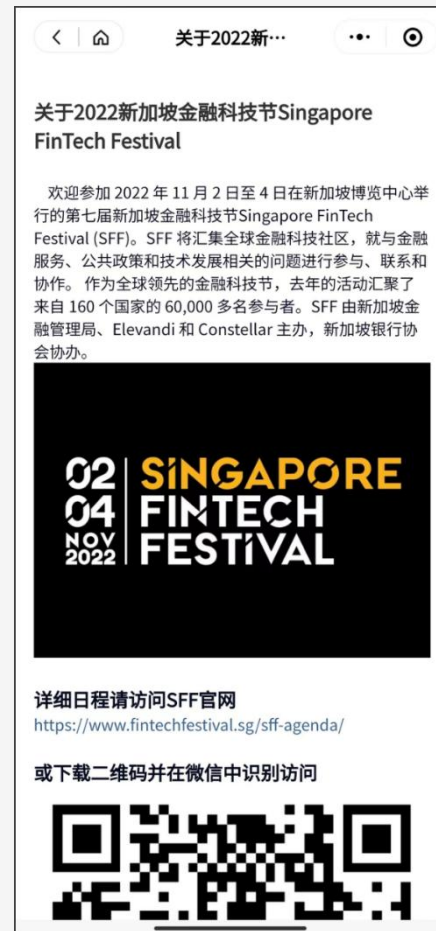 关于2022新···
关于2022新加坡金融科技节Singapore
FinTech Festival
欢迎参加 2022 年 11 月 2 日至 4 日在新加坡博览中心举
行的第七届新加坡金融科技节Singapore FinTech
Festival (SFF)。SFF 将汇集全球金融科技社区，就与金融
服务、公共政策和技术发展相关的问题进行参与、联系和
协作。 作为全球领先的金融科技节，去年的活动汇聚了
来自 160 个国家的 60,000 多名参与者。SFF 由新加坡金
融管理局、Elevandi 和 Constellar 主办，新加坡银行协
会协办。
02
04
NOV
2022
SINGAPORE
FINTECH
FESTIVAL
详细日程请访问SFF官网
https://www.fintechfestival.sg/sff-agenda/
或下载二维码并在微信中识别访问